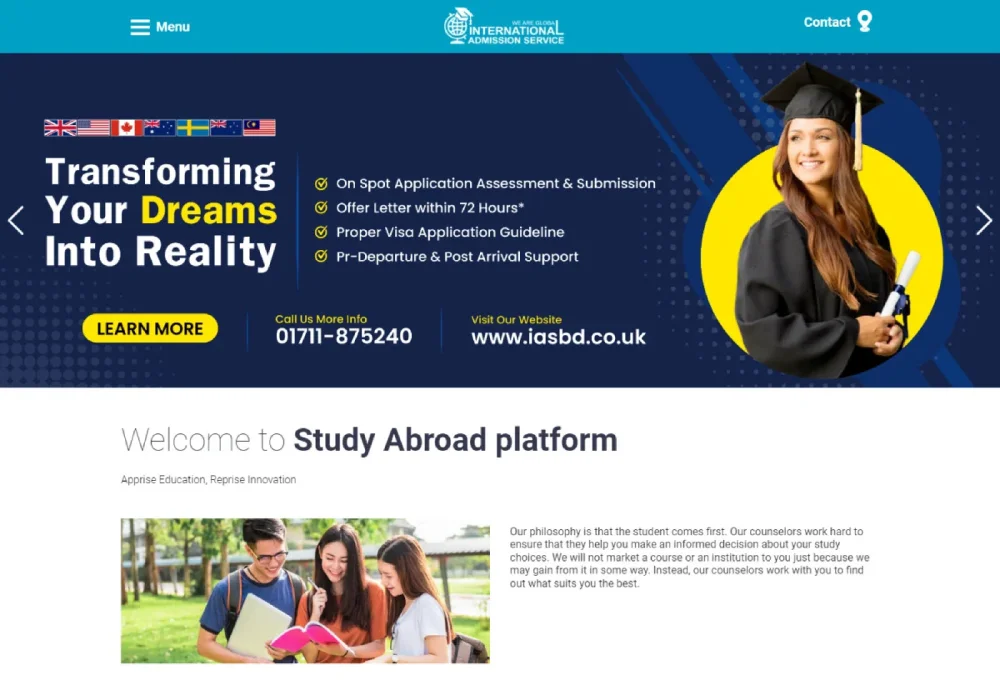 Menu
WE ARE GLOBAL
INTERNATIONAL
ADMISSION SERVICE
Contact
Transforming
Your Dreams
Into Reality
On Spot Application Assessment & Submission
Offer Letter within 72 Hours*
Proper Visa Application Guideline
Pr-Departure & Post Arrival Support
LEARN MORE
Call Us More Info
01711-875240
Visit Our Website
www.iasbd.co.uk
Welcome to Study Abroad platform
Apprise Education, Reprise Innovation
Our philosophy is that the student comes first. Our counselors work hard to
ensure that they help you make an informed decision about your study
choices. We will not market a course or an institution to you just because we
may gain from it in some way. Instead, our counselors work with you to find
out what suits you the best.